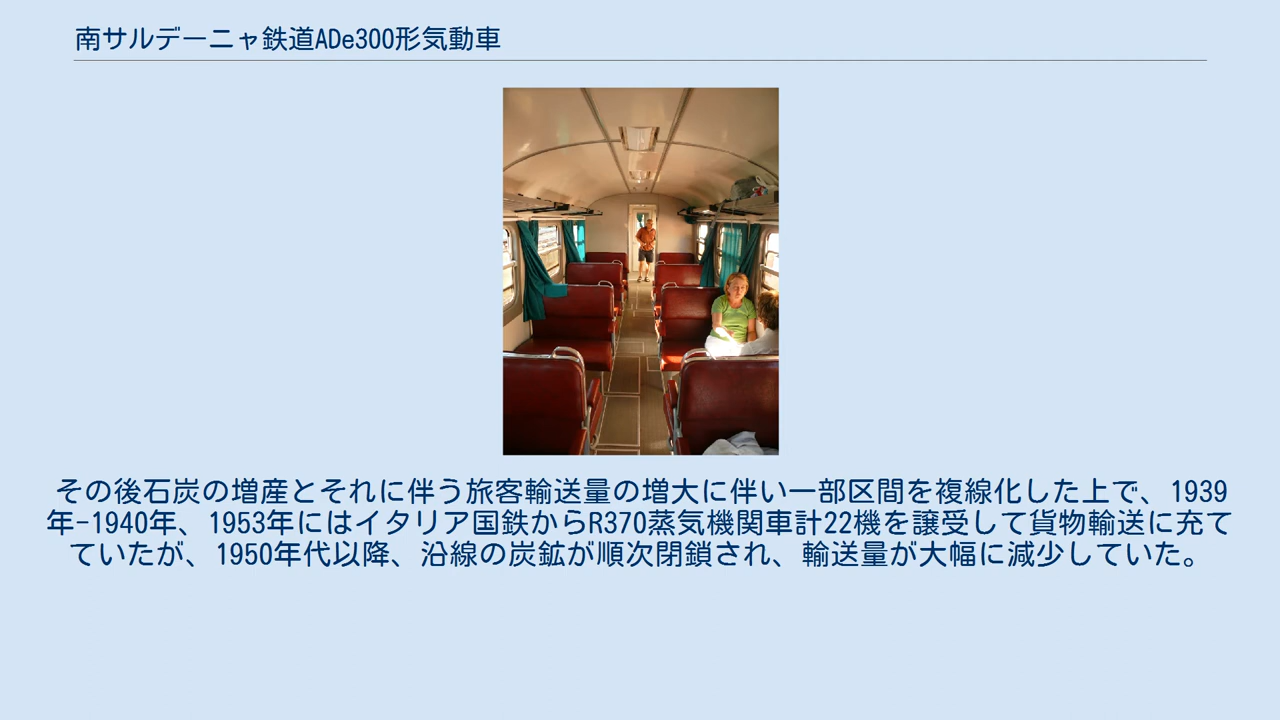 南サルデーニャ鉄道ADe300形気動車
その後石炭の増産とそれに伴う旅客輸送量の増大に伴い一部区間を複線化した上で、1939
年-1940年、1953年にはイタリア国鉄からR370蒸気機関車計22機を譲受して貨物輸送に充て
ていたが、1950年代以降、沿線の炭鉱が順次閉鎖され、輸送量が大幅に減少していた。